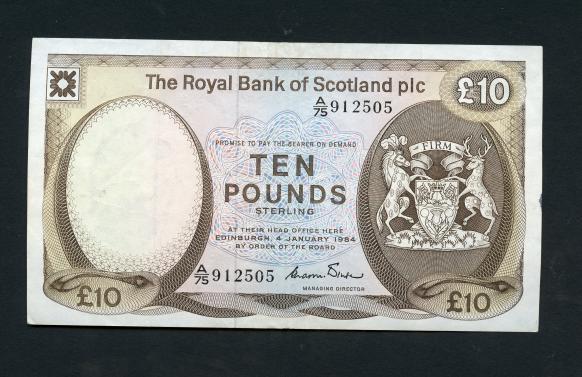 The Royal Bank of Scotland plc
£10
A/75 912505
PROMISE TO PAY THE BEARER ON DEMAND
FIRM
TEN
POUNDS
STERLING
AT THEIR HEAD OFFICE HERE
EDINBURGH, 4 JANUARY 1984
BY ORDER OF THE BOARD
A/75 912505
MANAGING DIRECTOR
£10
£10